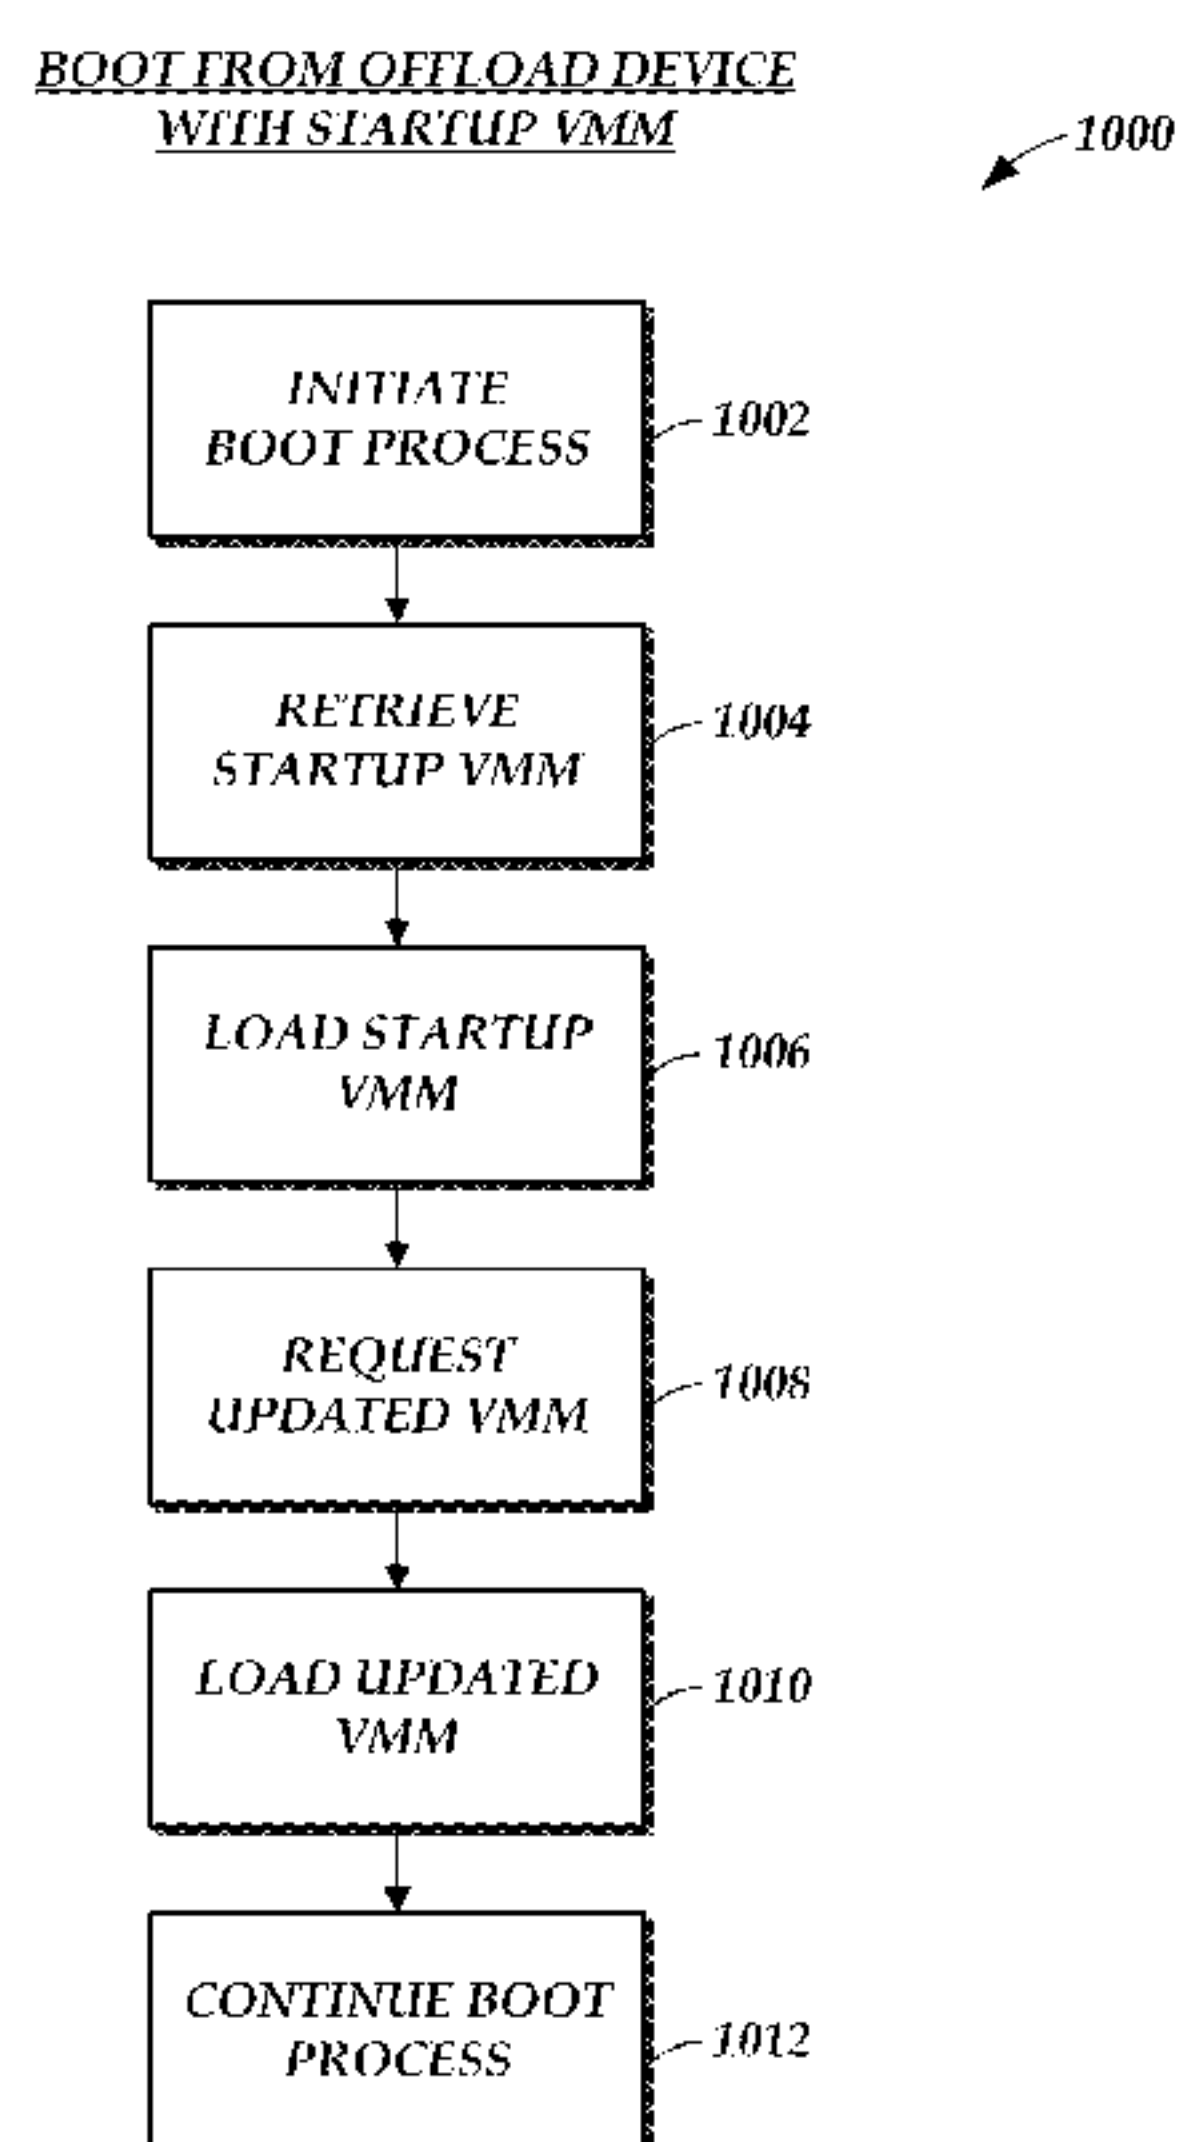 BOOT FROM OFFLOAD DEVICE
WITH STARTUP VMM
1000
INITIATE
BOOT PROCESS
1002
RETRIEVE
STARTUP VMM
1004
LOAD STARTUP
VMM
1006
REQUEST
UPDATED VMM
1008
LOAD UPDATED
VMM
1010
CONTINUE BOOT
PROCESS
1012